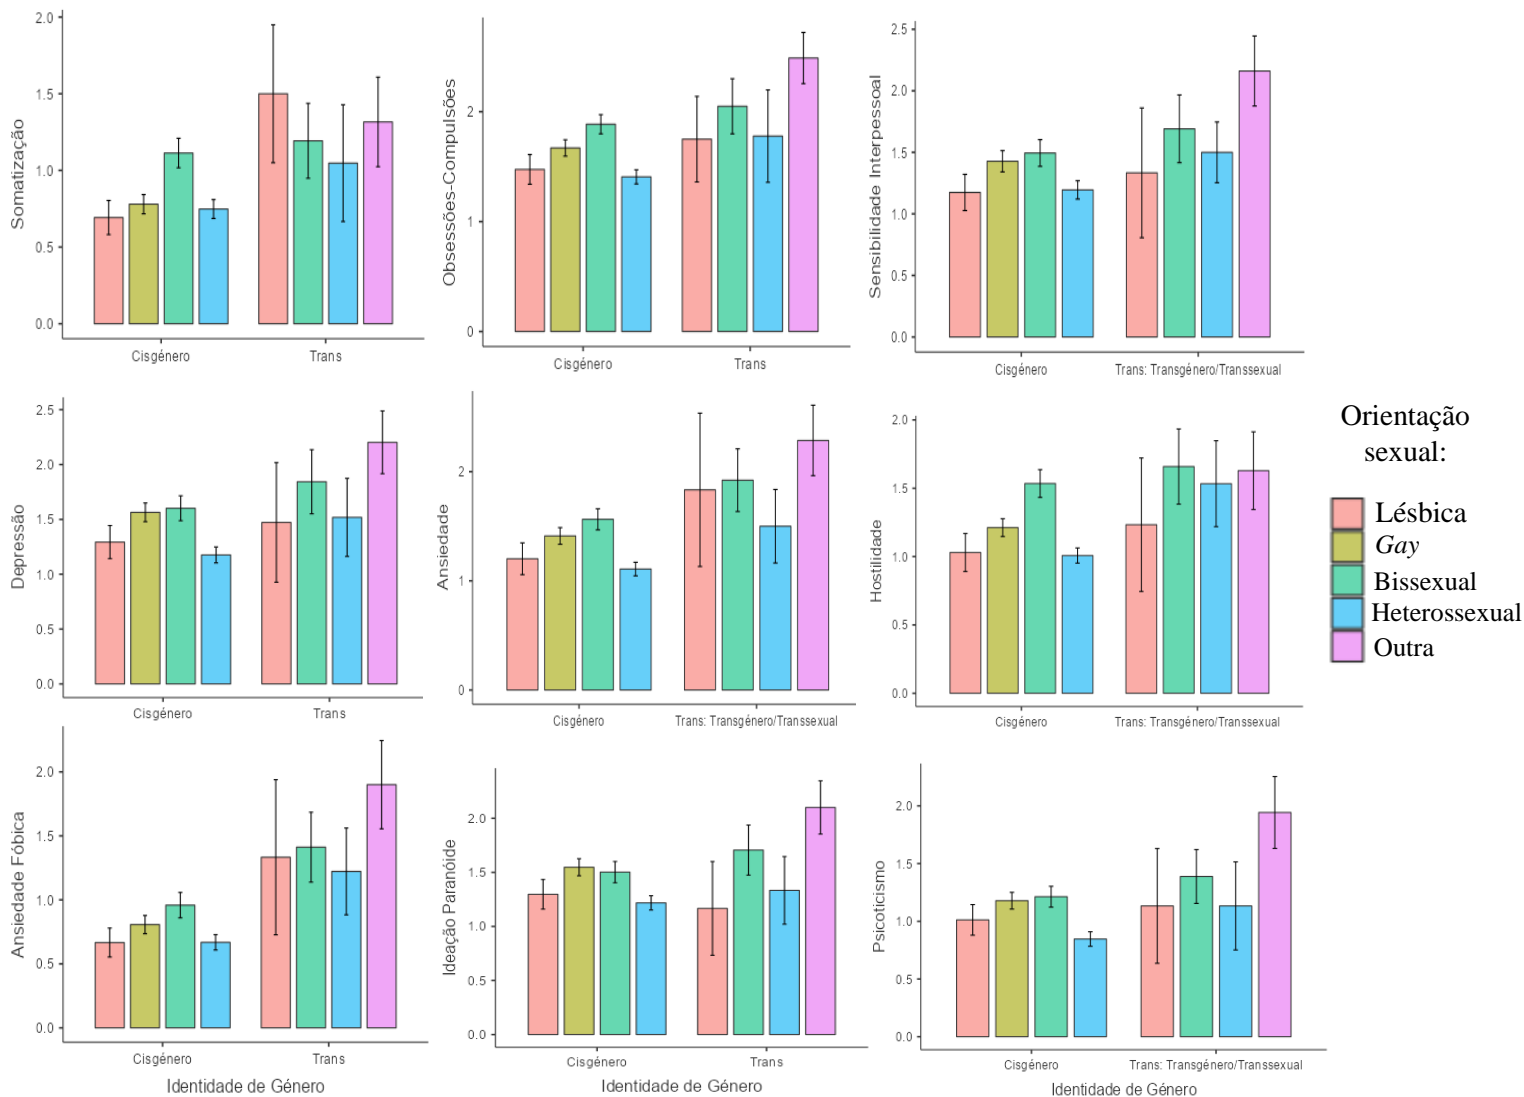 Somatização
2.0
1.5
1.0
0.5
0.0
Cisgénero
Trans
Obsessões-Compulsões
2
1
0
Cisgénero
Trans
Sensibilidade Interpessoal
2.5
2.0
1.5
1.0
0.5
0.0
Cisgénero
Trans: Transgénero/Transsexual
Depressão
2.5
2.0
1.5
1.0
0.5
0.0
Cisgénero
Trans
Ansiedade
2
1
0
Cisgénero
Trans: Transgénero/Transsexual
Hostilidade
2.0
1.5
1.0
0.5
0.0
Cisgénero
Trans: Transgénero/Transsexual
Orientação
sexual:
Lésbica
Gay
Bissexual
Heterossexual
Outra
Ansiedade Fóbica
2.0
1.5
1.0
0.5
0.0
Cisgénero
Trans
Identidade de Género
Ideação Paranóide
2.0
1.5
1.0
0.5
0.0
Cisgénero
Trans
Identidade de Género
Psicoticismo
2.0
1.5
1.0
0.5
0.0
Cisgénero
Trans: Transgénero/Transsexual
Identidade de Género